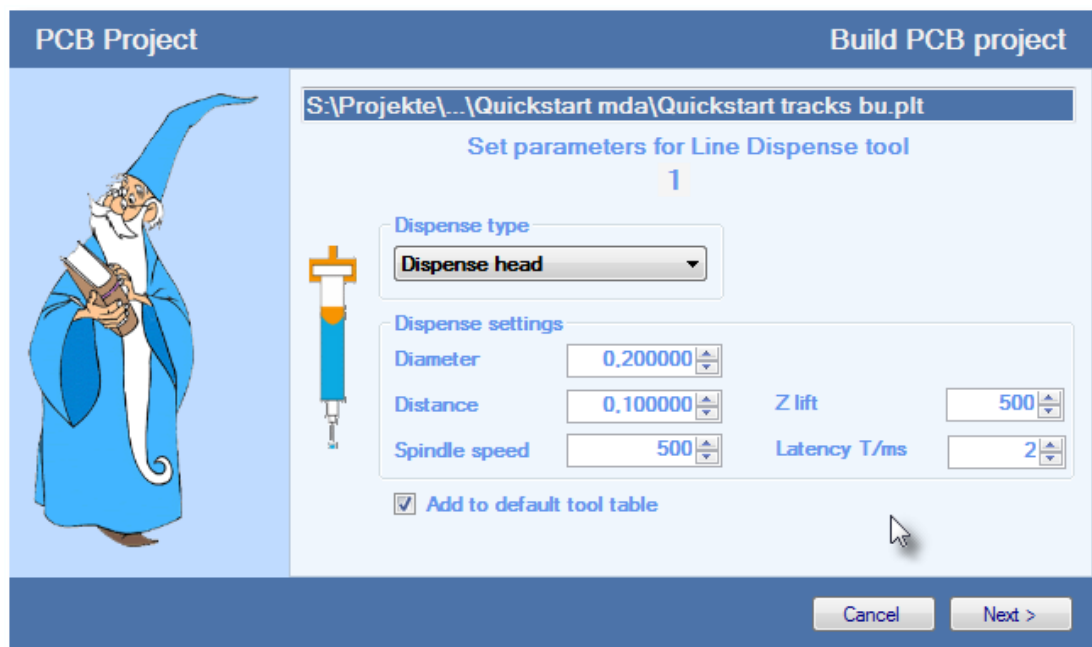 PCB Project
Build PCB project
S:\Projekte\...\Quickstart mda\Quickstart tracks bu.plt
Set parameters for Line Dispense tool
1
Dispense type
Dispense head
Dispense settings
Diameter 0,200000
Distance 0,100000 Z lift 500
Spindle speed 500 Latency T/ms 2
Add to default tool table
Cancel Next >